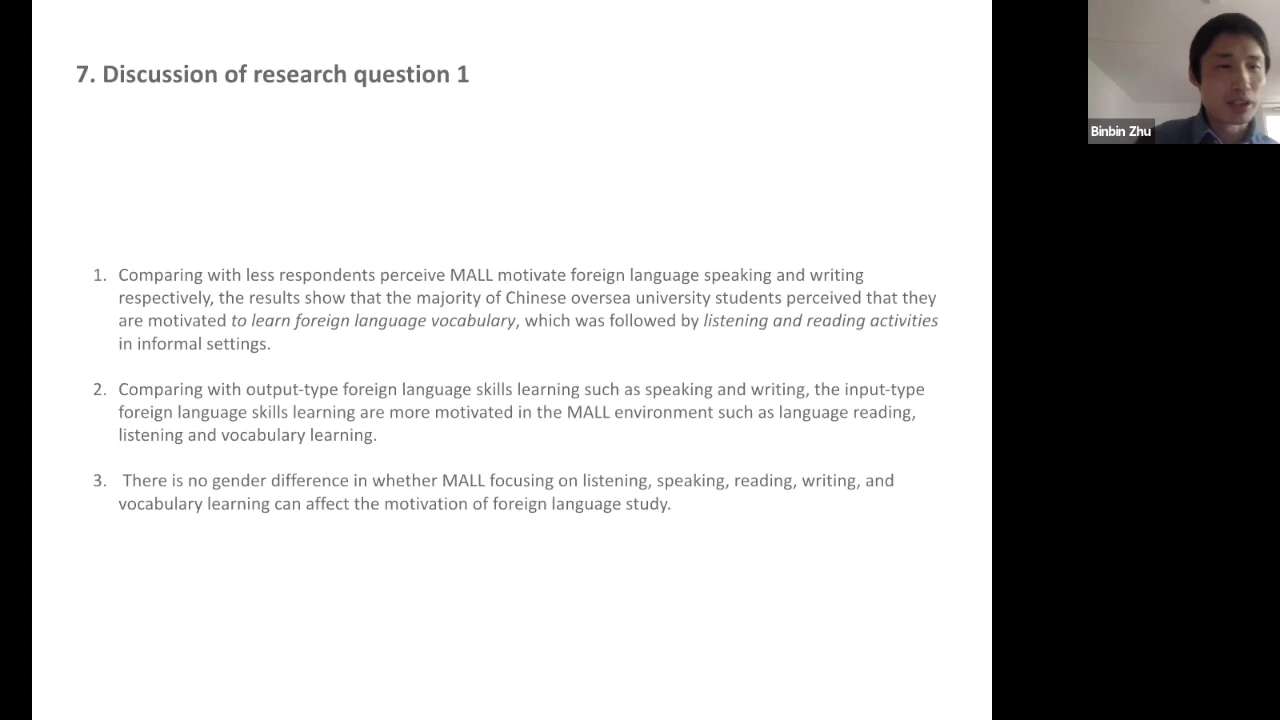 7. Discussion of research question 1
Binbin Zhu
1. Comparing with less respondents perceive MALL motivate foreign language speaking and writing
respectively, the results show that the majority of Chinese oversea university students perceived that they
are motivated to learn foreign language vocabulary, which was followed by listening and reading activities
in informal settings.
2. Comparing with output-type foreign language skills learning such as speaking and writing, the input-type
foreign language skills learning are more motivated in the MALL environment such as language reading,
listening and vocabulary learning.
3. There is no gender difference in whether MALL focusing on listening, speaking, reading, writing, and
vocabulary learning can affect the motivation of foreign language study.